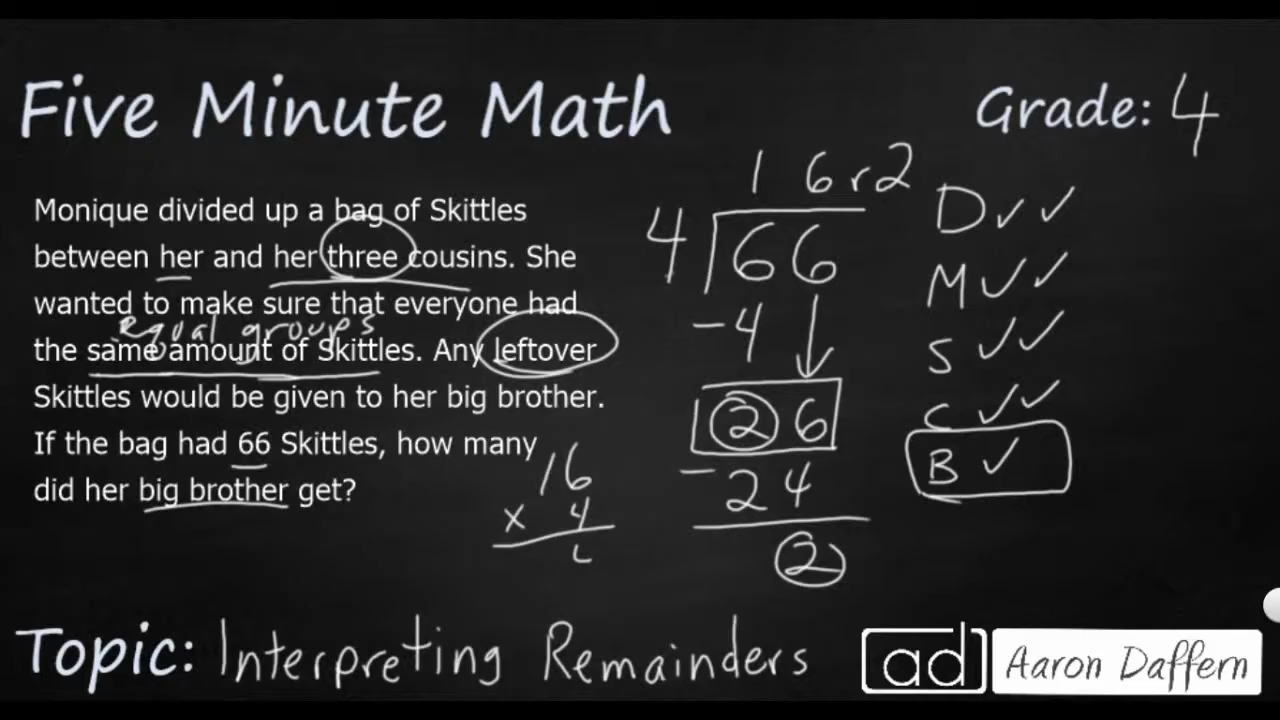 Five Minute Math
Grade: 4
Monique divided up a bag of Skittles
between her and her three cousins. She
wanted to make sure that everyone had
equal groups
the same amount of Skittles. Any leftover
Skittles would be given to her big brother.
If the bag had 66 Skittles, how many
did her big brother get?
16
x 4
16 r2
4 66
-4
26
-24
2
D ✓ ✓
M ✓ ✓
S ✓ ✓
C ✓ ✓
B ✓
Topic: Interpreting Remainders
ad Aaron Daffern